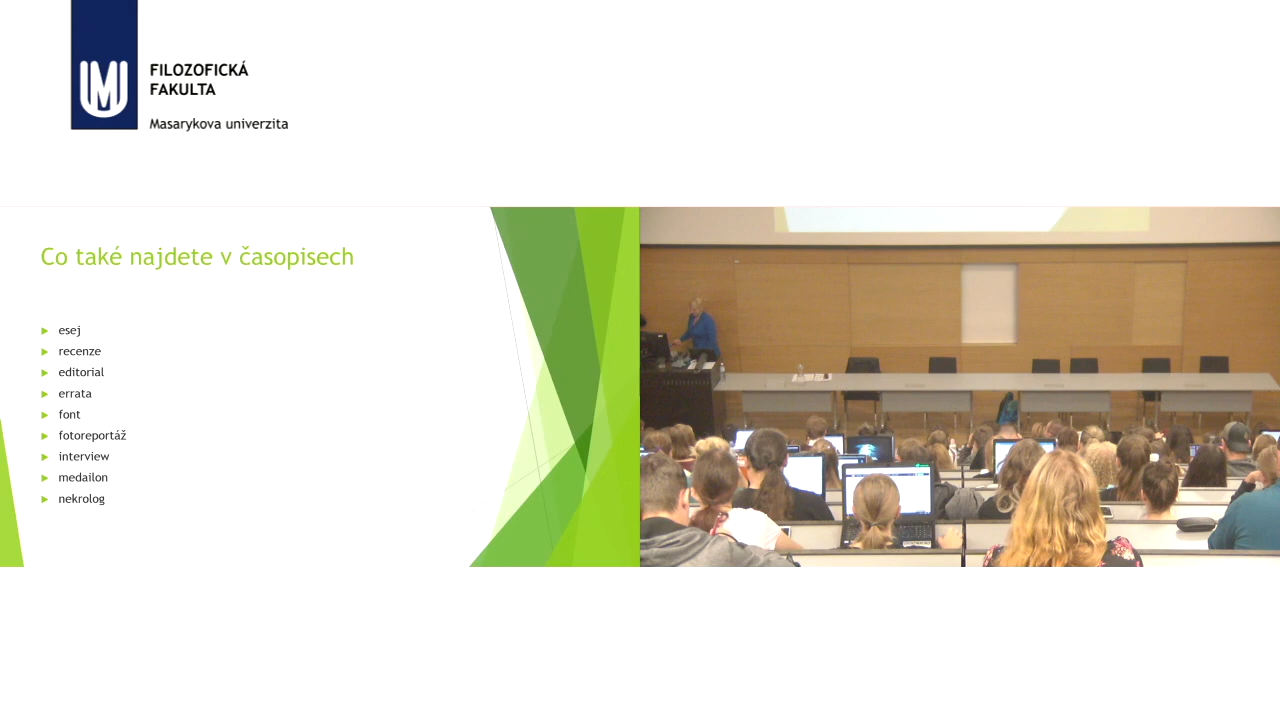 FILOZOFICKÁ
FAKULTA
Masarykova univerzita
Co také najdete v časopisech
esej
recenze
editorial
errata
font
fotoreportáž
interview
medailon
nekrolog